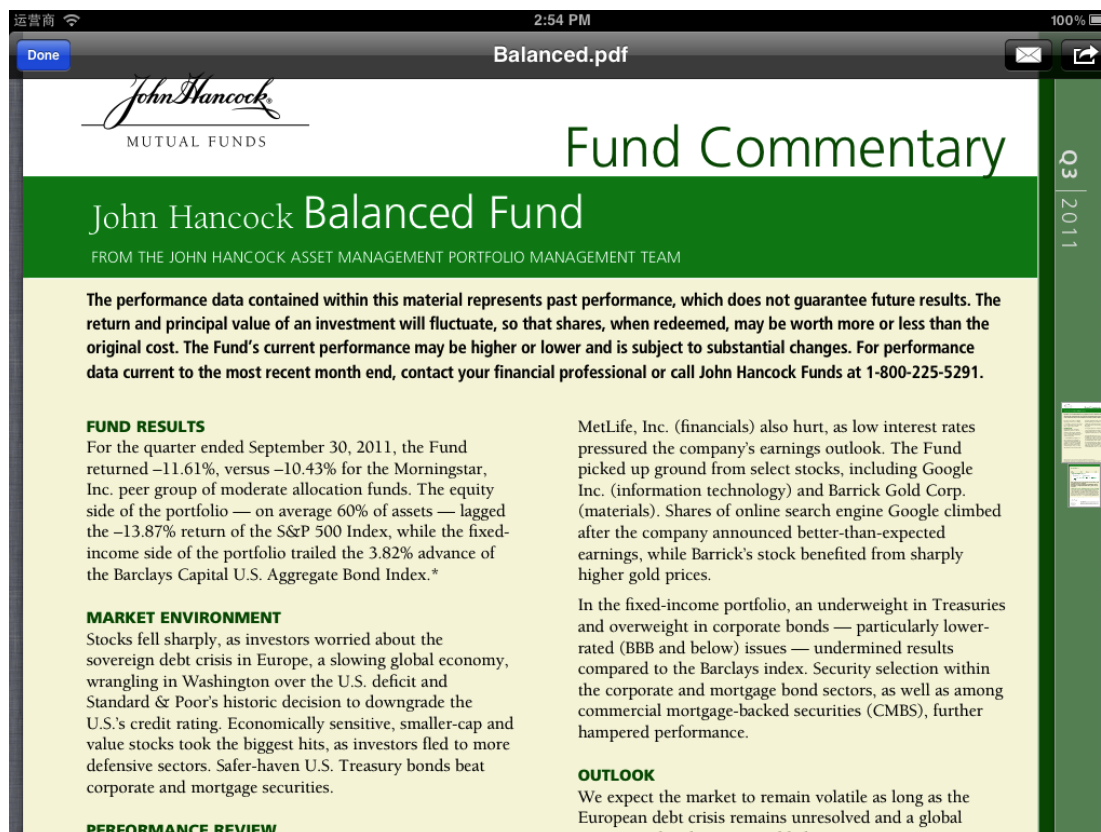 运营商
2:54 PM
100%
Done
Balanced.pdf
John Hancock®
MUTUAL FUNDS
Fund Commentary
Q3 | 2011
John Hancock Balanced Fund
FROM THE JOHN HANCOCK ASSET MANAGEMENT PORTFOLIO MANAGEMENT TEAM
The performance data contained within this material represents past performance, which does not guarantee future results. The
return and principal value of an investment will fluctuate, so that shares, when redeemed, may be worth more or less than the
original cost. The Fund's current performance may be higher or lower and is subject to substantial changes. For performance
data current to the most recent month end, contact your financial professional or call John Hancock Funds at 1-800-225-5291.
FUND RESULTS
For the quarter ended September 30, 2011, the Fund
returned –11.61%, versus –10.43% for the Morningstar,
Inc. peer group of moderate allocation funds. The equity
side of the portfolio — on average 60% of assets — lagged
the –13.87% return of the S&P 500 Index, while the fixed-
income side of the portfolio trailed the 3.82% advance of
the Barclays Capital U.S. Aggregate Bond Index.*
MARKET ENVIRONMENT
Stocks fell sharply, as investors worried about the
sovereign debt crisis in Europe, a slowing global economy,
wrangling in Washington over the U.S. deficit and
Standard & Poor's historic decision to downgrade the
U.S.'s credit rating. Economically sensitive, smaller-cap and
value stocks took the biggest hits, as investors fled to more
defensive sectors. Safer-haven U.S. Treasury bonds beat
corporate and mortgage securities.
PERFORMANCE REVIEW
MetLife, Inc. (financials) also hurt, as low interest rates
pressured the company's earnings outlook. The Fund
picked up ground from select stocks, including Google
Inc. (information technology) and Barrick Gold Corp.
(materials). Shares of online search engine Google climbed
after the company announced better-than-expected
earnings, while Barrick's stock benefited from sharply
higher gold prices.
In the fixed-income portfolio, an underweight in Treasuries
and overweight in corporate bonds — particularly lower-
rated (BBB and below) issues — undermined results
compared to the Barclays index. Security selection within
the corporate and mortgage bond sectors, as well as among
commercial mortgage-backed securities (CMBS), further
hampered performance.
OUTLOOK
We expect the market to remain volatile as long as the
European debt crisis remains unresolved and a global